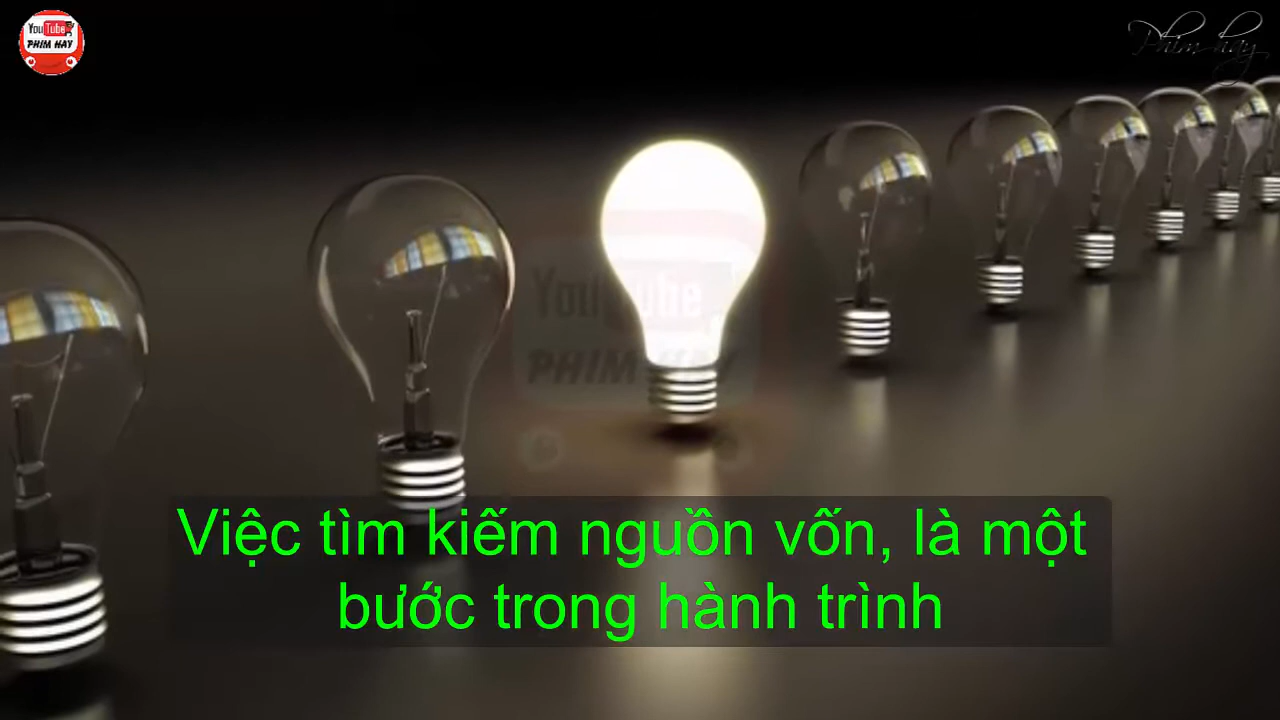 YouTube
PHIM HAY
Phim hay
YouTube
PHIM HAY
Việc tìm kiếm nguồn vốn, là một
bước trong hành trình